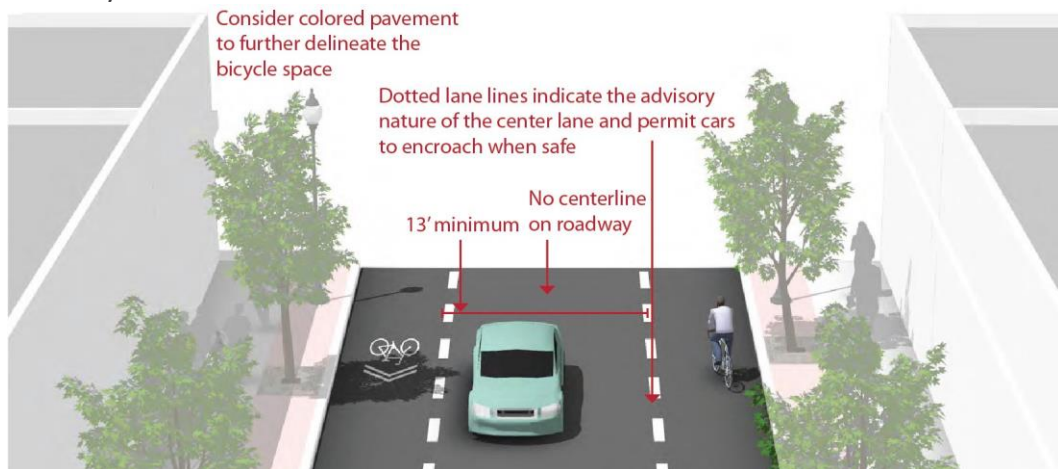 Consider colored pavement
to further delineate the
bicycle space
Dotted lane lines indicate the advisory
nature of the center lane and permit cars
to encroach when safe
No centerline
13’ minimum on roadway